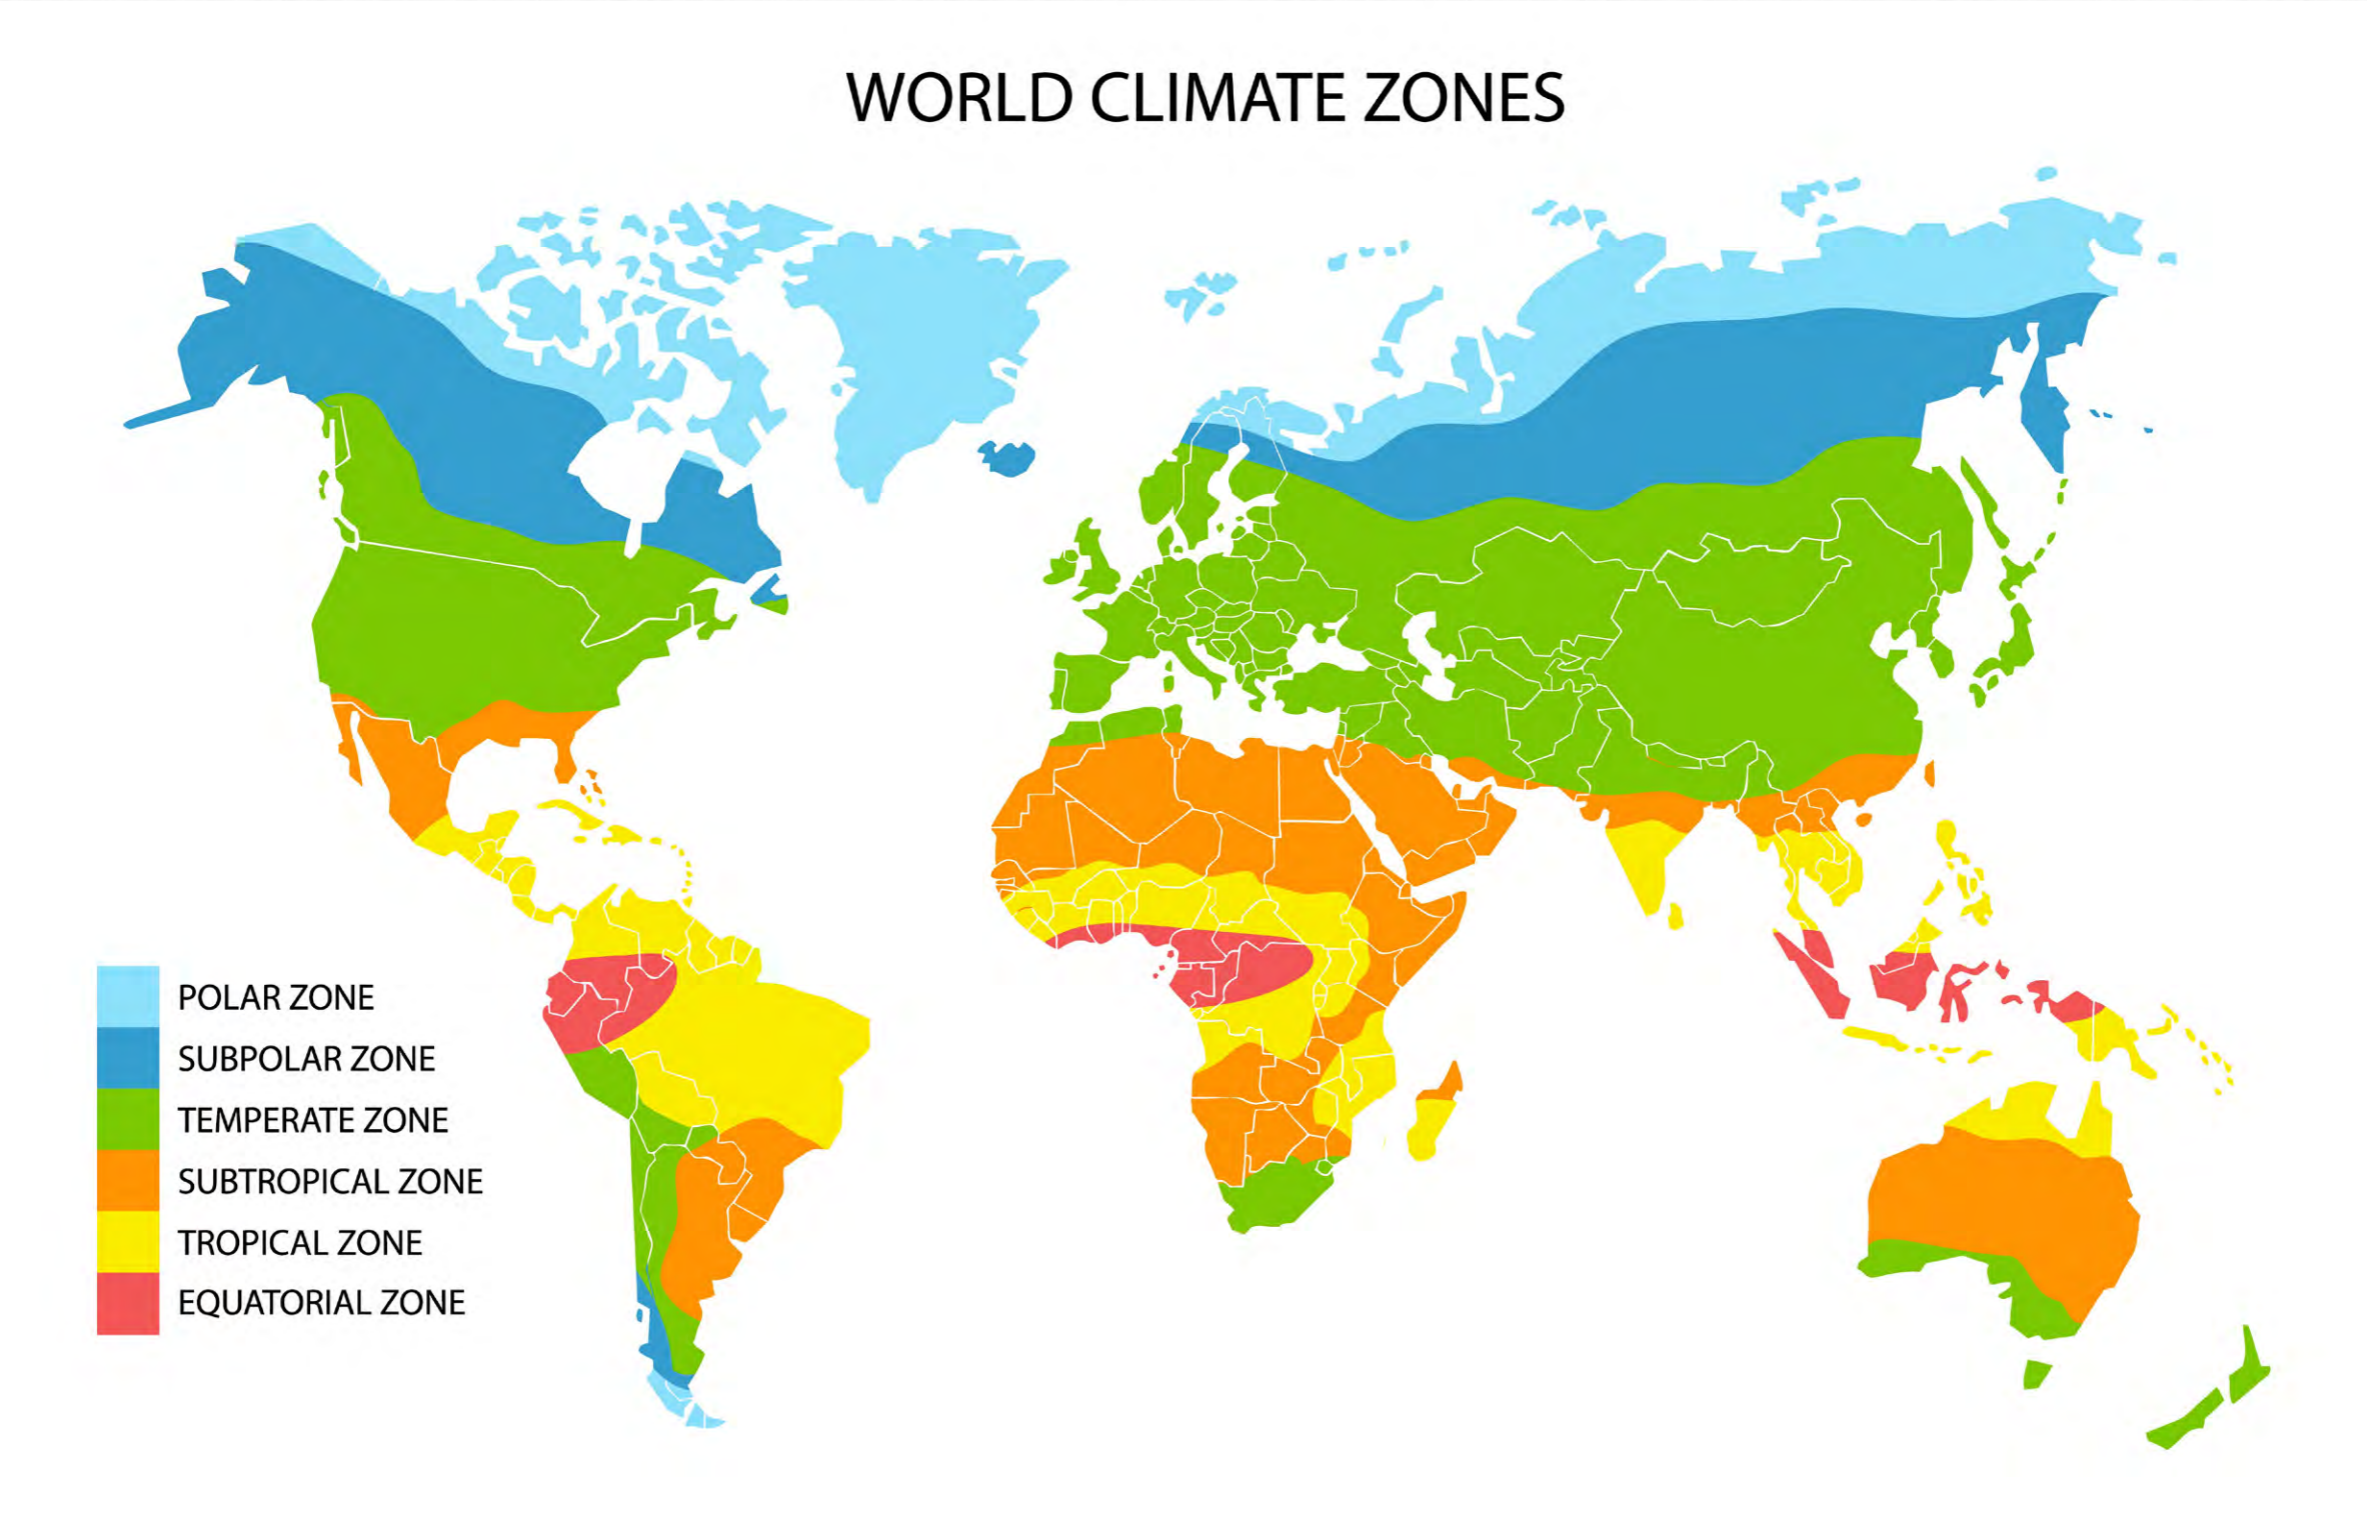 WORLD CLIMATE ZONES
POLAR ZONE
SUBPOLAR ZONE
TEMPERATE ZONE
SUBTROPICAL ZONE
TROPICAL ZONE
EQUATORIAL ZONE